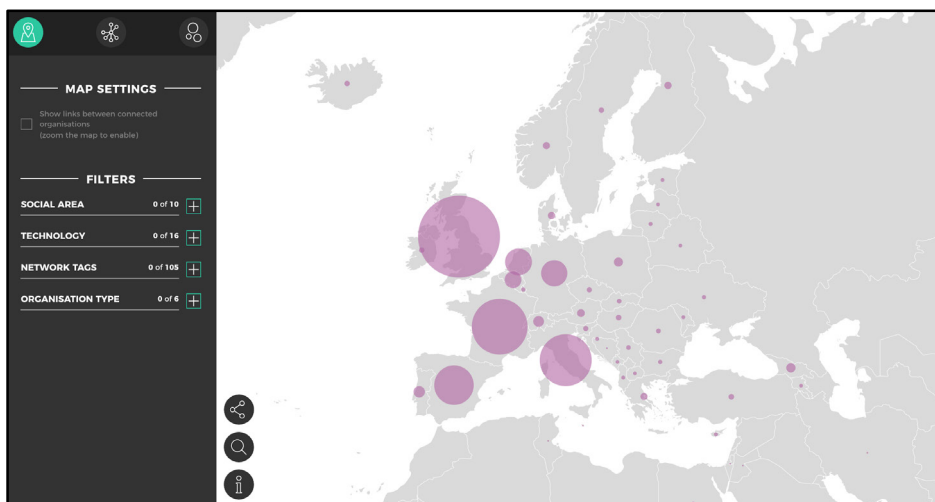 MAP SETTINGS
Show links between connected
organisations
(zoom the map to enable)
FILTERS
SOCIAL AREA 0 of 10
TECHNOLOGY 0 of 16
NETWORK TAGS 0 of 105
ORGANISATION TYPE 0 of 6